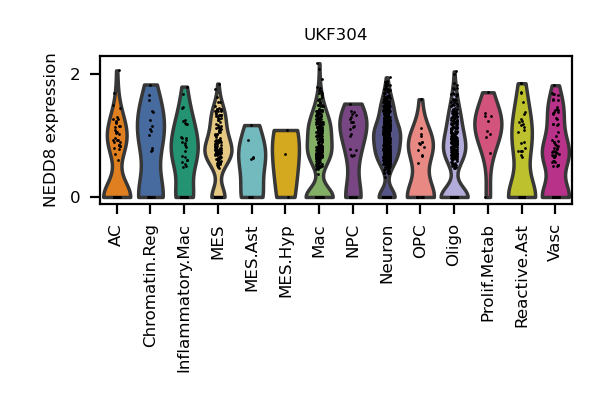 UKF304
NEDD8 expression
2
0
AC
Chromatin.Reg
Inflammatory.Mac
MES
MES.Ast
MES.Hyp
Mac
NPC
Neuron
OPC
Oligo
Prolif.Metab
Reactive.Ast
Vasc